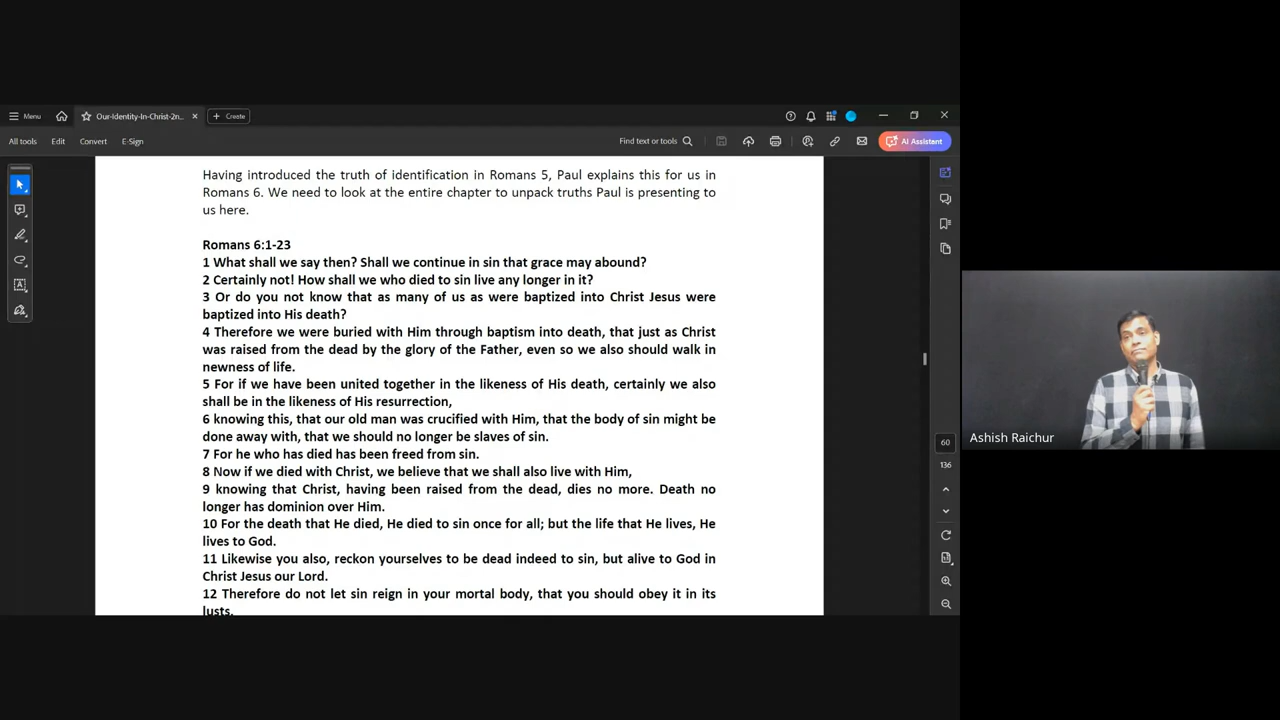 Menu
Our-Identity-In-Christ-2n...
Create
All tools Edit Convert E-Sign
Find text or tools
AI Assistant
Having introduced the truth of identification in Romans 5, Paul explains this for us in
Romans 6. We need to look at the entire chapter to unpack truths Paul is presenting to
us here.
Romans 6:1-23
1 What shall we say then? Shall we continue in sin that grace may abound?
2 Certainly not! How shall we who died to sin live any longer in it?
3 Or do you not know that as many of us as were baptized into Christ Jesus were
baptized into His death?
4 Therefore we were buried with Him through baptism into death, that just as Christ
was raised from the dead by the glory of the Father, even so we also should walk in
newness of life.
5 For if we have been united together in the likeness of His death, certainly we also
shall be in the likeness of His resurrection,
6 knowing this, that our old man was crucified with Him, that the body of sin might be
done away with, that we should no longer be slaves of sin.
7 For he who has died has been freed from sin.
8 Now if we died with Christ, we believe that we shall also live with Him,
9 knowing that Christ, having been raised from the dead, dies no more. Death no
longer has dominion over Him.
10 For the death that He died, He died to sin once for all; but the life that He lives, He
lives to God.
11 Likewise you also, reckon yourselves to be dead indeed to sin, but alive to God in
Christ Jesus our Lord.
12 Therefore do not let sin reign in your mortal body, that you should obey it in its
lusts.
60
136
Ashish Raichur